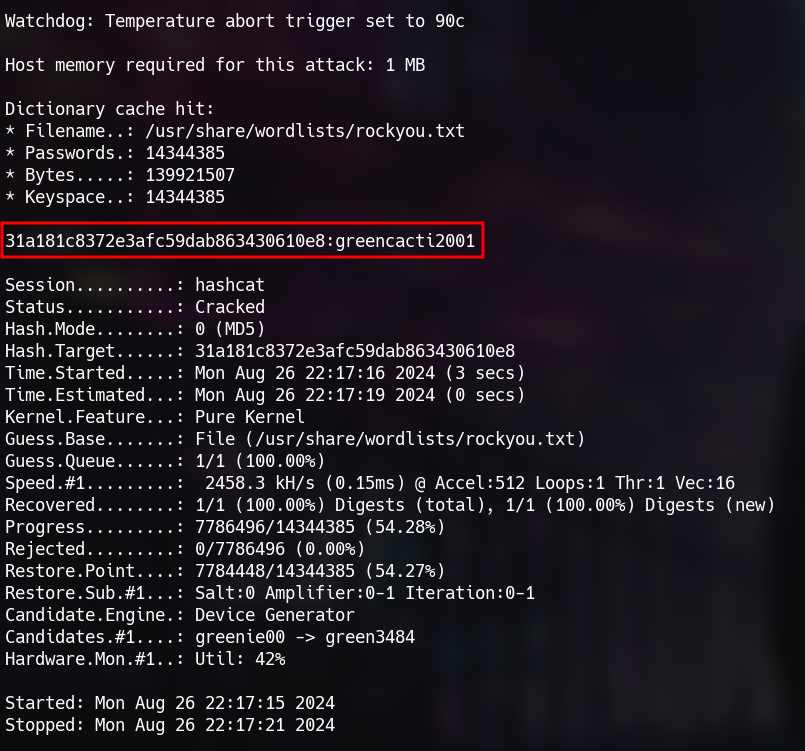 Watchdog: Temperature abort trigger set to 90c
Host memory required for this attack: 1 MB
Dictionary cache hit:
* Filename..: /usr/share/wordlists/rockyou.txt
* Passwords.: 14344385
* Bytes.....: 139921507
* Keyspace..: 14344385
31a181c8372e3afc59dab863430610e8:greencacti2001
Session..........: hashcat
Status...........: Cracked
Hash.Mode........: 0 (MD5)
Hash.Target......: 31a181c8372e3afc59dab863430610e8
Time.Started.....: Mon Aug 26 22:17:16 2024 (3 secs)
Time.Estimated...: Mon Aug 26 22:17:19 2024 (0 secs)
Kernel.Feature...: Pure Kernel
Guess.Base.......: File (/usr/share/wordlists/rockyou.txt)
Guess.Queue......: 1/1 (100.00%)
Speed.#1.........:  2458.3 kH/s (0.15ms) @ Accel:512 Loops:1 Thr:1 Vec:16
Recovered........: 1/1 (100.00%) Digests (total), 1/1 (100.00%) Digests (new)
Progress.........: 7786496/14344385 (54.28%)
Rejected.........: 0/7786496 (0.00%)
Restore.Point....: 7784448/14344385 (54.27%)
Restore.Sub.#1...: Salt:0 Amplifier:0-1 Iteration:0-1
Candidate.Engine.: Device Generator
Candidates.#1....: greenie00 -> green3484
Hardware.Mon.#1..: Util: 42%
Started: Mon Aug 26 22:17:15 2024
Stopped: Mon Aug 26 22:17:21 2024